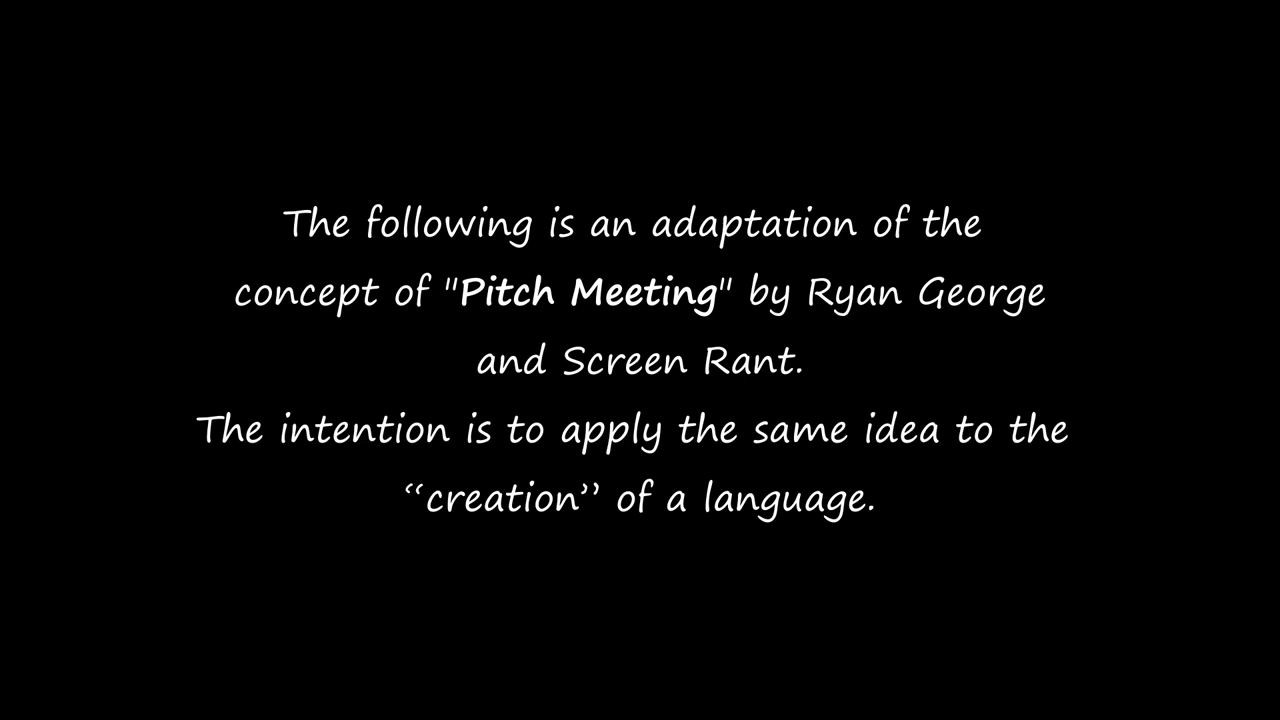 The following is an adaptation of the
concept of "Pitch Meeting" by Ryan George
and Screen Rant.
The intention is to apply the same idea to the
“creation” of a language.